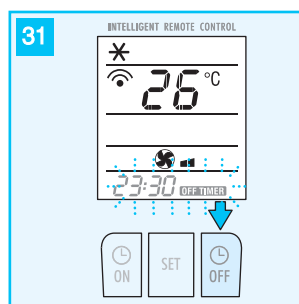 31
INTELLIGENT REMOTE CONTROL
26 °C
23:30 OFF TIMER
ON SET OFF